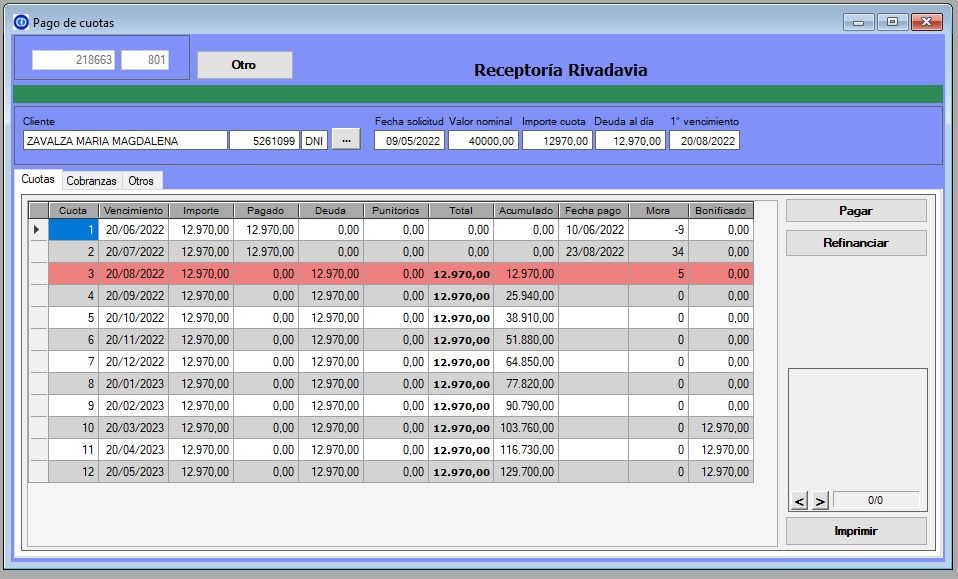 Pago de cuotas
218663 801 Otro Receptoría Rivadavia
Cliente Fecha solicitud Valor nominal Importe cuota Deuda al día 1° vencimiento
ZAVALZA MARIA MAGDALENA 5261099 DNI ... 09/05/2022 40000,00 12970,00 12.970,00 20/08/2022
Cuotas Cobranzas Otros
Cuota Vencimiento Importe Pagado Deuda Punitorios Total Acumulado Fecha pago Mora Bonificado
1 20/06/2022 12.970,00 12.970,00 0,00 0,00 0,00 0,00 10/06/2022 -9 0,00
2 20/07/2022 12.970,00 12.970,00 0,00 0,00 0,00 0,00 23/08/2022 34 0,00
3 20/08/2022 12.970,00 0,00 12.970,00 0,00 12.970,00 12.970,00 5 0,00
4 20/09/2022 12.970,00 0,00 12.970,00 0,00 12.970,00 25.940,00 0 0,00
5 20/10/2022 12.970,00 0,00 12.970,00 0,00 12.970,00 38.910,00 0 0,00
6 20/11/2022 12.970,00 0,00 12.970,00 0,00 12.970,00 51.880,00 0 0,00
7 20/12/2022 12.970,00 0,00 12.970,00 0,00 12.970,00 64.850,00 0 0,00
8 20/01/2023 12.970,00 0,00 12.970,00 0,00 12.970,00 77.820,00 0 0,00
9 20/02/2023 12.970,00 0,00 12.970,00 0,00 12.970,00 90.790,00 0 0,00
10 20/03/2023 12.970,00 0,00 12.970,00 0,00 12.970,00 103.760,00 0 12.970,00
11 20/04/2023 12.970,00 0,00 12.970,00 0,00 12.970,00 116.730,00 0 12.970,00
12 20/05/2023 12.970,00 0,00 12.970,00 0,00 12.970,00 129.700,00 0 12.970,00
Pagar
Refinanciar
< > 0/0
Imprimir